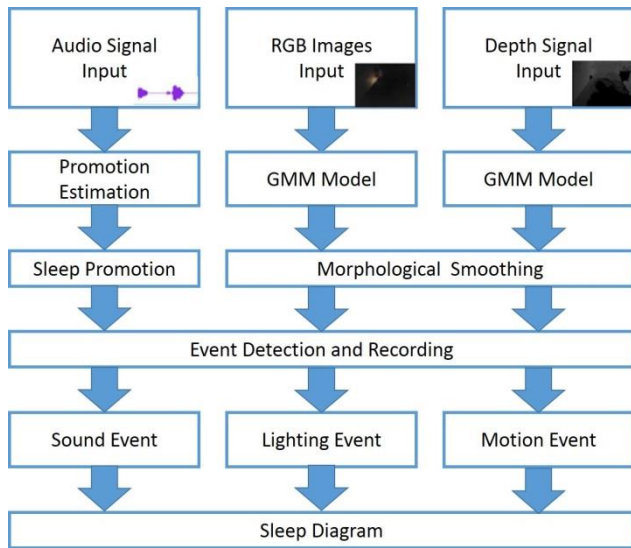 Audio Signal
Input
RGB Images
Input
Depth Signal
Input
Promotion
Estimation
GMM Model
GMM Model
Sleep Promotion
Morphological Smoothing
Event Detection and Recording
Sound Event
Lighting Event
Motion Event
Sleep Diagram